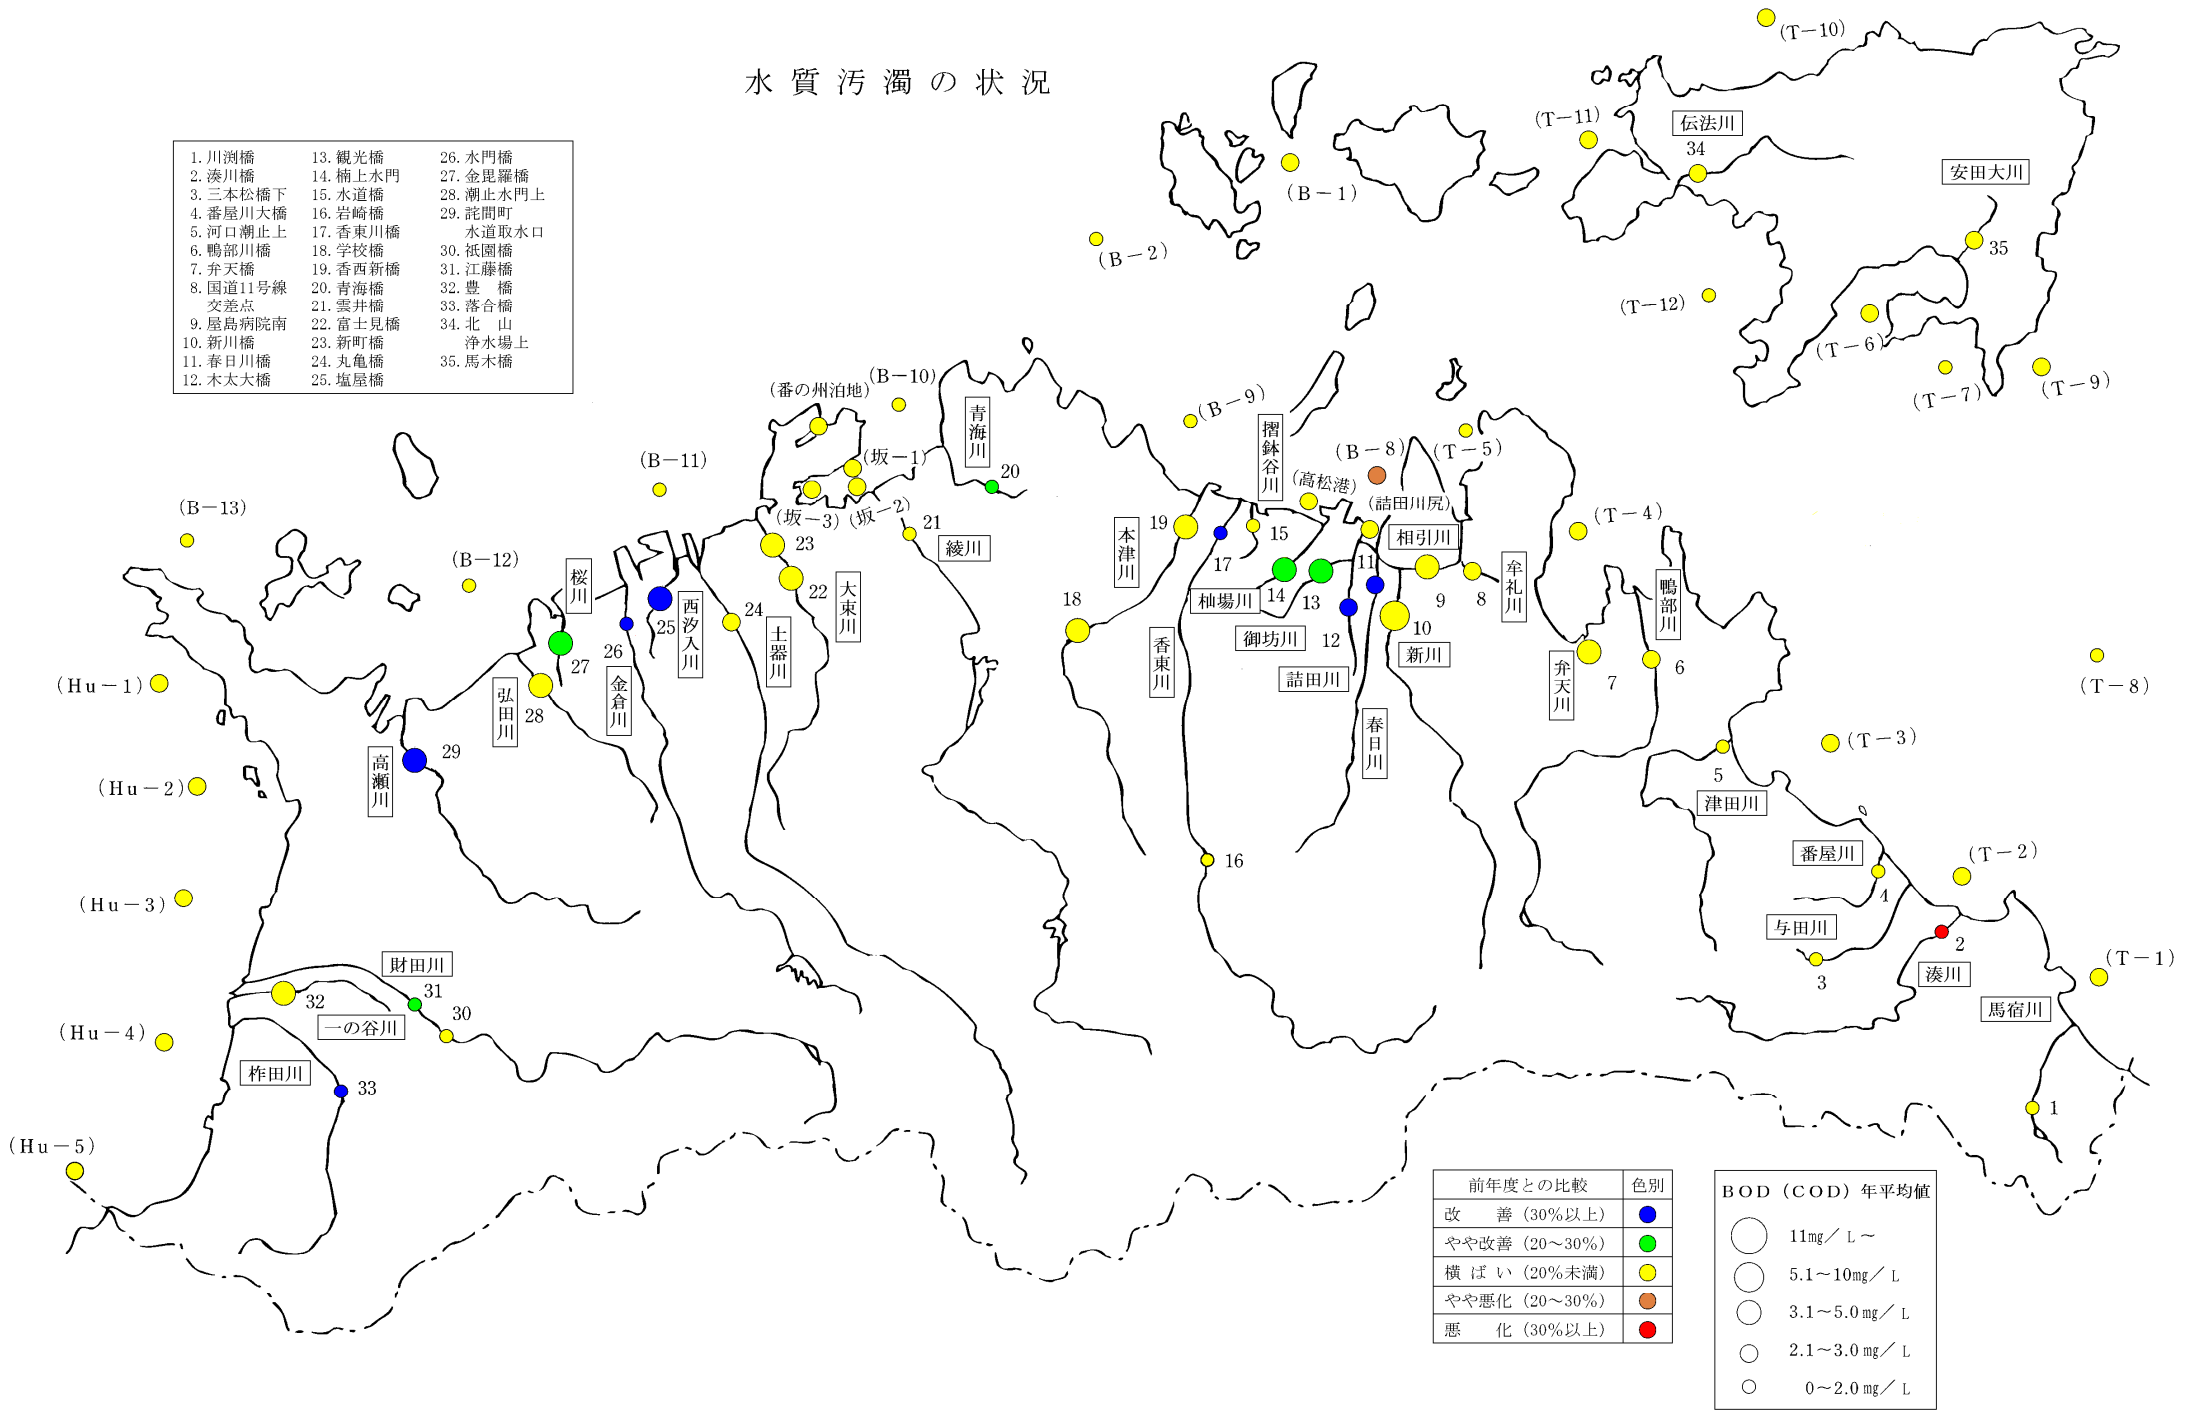 水質汚濁の状況
1. 川渕橋
2. 湊川橋
3. 三本松橋下
4. 番屋川大橋
5. 河口潮止上
6. 鴨部川橋
7. 弁天橋
8. 国道11号線
交差点
9. 屋島病院南
10. 新川橋
11. 春日川橋
12. 木太大橋
13. 観光橋
14. 楠上水門
15. 水道橋
16. 岩崎橋
17. 香東川橋
18. 学校橋
19. 香西新橋
20. 青海橋
21. 雲井橋
22. 富士見橋
23. 新町橋
24. 丸亀橋
25. 塩屋橋
26. 水門橋
27. 金毘羅橋
28. 潮止水門上
29. 詫間町
水道取水口
30. 祇園橋
31. 江藤橋
32. 豊　橋
33. 落合橋
34. 北　山
浄水場上
35. 馬木橋
(T－10)
(T－11)
伝法川
34
安田大川
35
(B－1)
(B－2)
(T－12)
(T－6)
(T－7)
(T－9)
(番の州泊地)
(B－10)
青海川
20
(B－9)
摺鉢谷川
(B－8)
(T－5)
(B－11)
(坂－1)
(坂－3)
(坂－2)
(高松港)
(詰田川尻)
(B－13)
(B－12)
21
綾川
本津川
19
17
15
相引川
(T－4)
桜川
23
22
大東川
18
杣場川
14
13
11
9
8
牟礼川
鴨部川
25
西汐入川
24
土器川
26
金倉川
27
弘田川
28
香東川
御坊川
12
詰田川
10
新川
弁天川
7
6
(T－8)
(Hu－1)
春日川
(T－3)
高瀬川
29
(Hu－2)
5
津田川
番屋川
4
(T－2)
16
(Hu－3)
与田川
3
2
湊川
(T－1)
財田川
31
32
一の谷川
30
馬宿川
(Hu－4)
柞田川
33
1
(Hu－5)
前年度との比較 色別
改　善 (30%以上)
やや改善 (20～30%)
横ばい (20%未満)
やや悪化 (20～30%)
悪　化 (30%以上)
BOD (COD) 年平均値
11㎎／L～
5.1～10㎎／L
3.1～5.0㎎／L
2.1～3.0㎎／L
0～2.0㎎／L